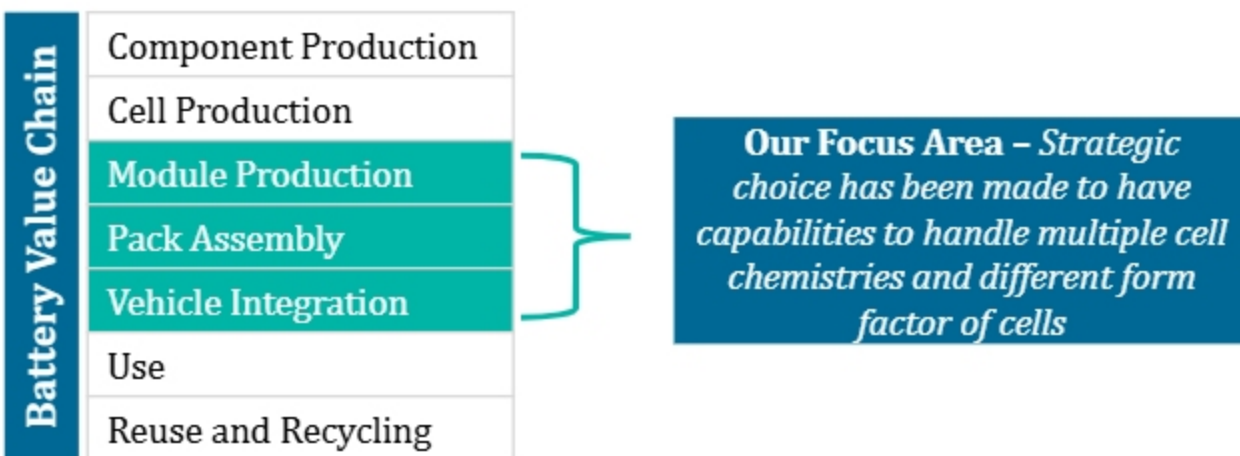 Battery Value Chain
Component Production
Cell Production
Module Production
Pack Assembly
Vehicle Integration
Use
Reuse and Recycling
Our Focus Area – Strategic
choice has been made to have
capabilities to handle multiple cell
chemistries and different form
factor of cells